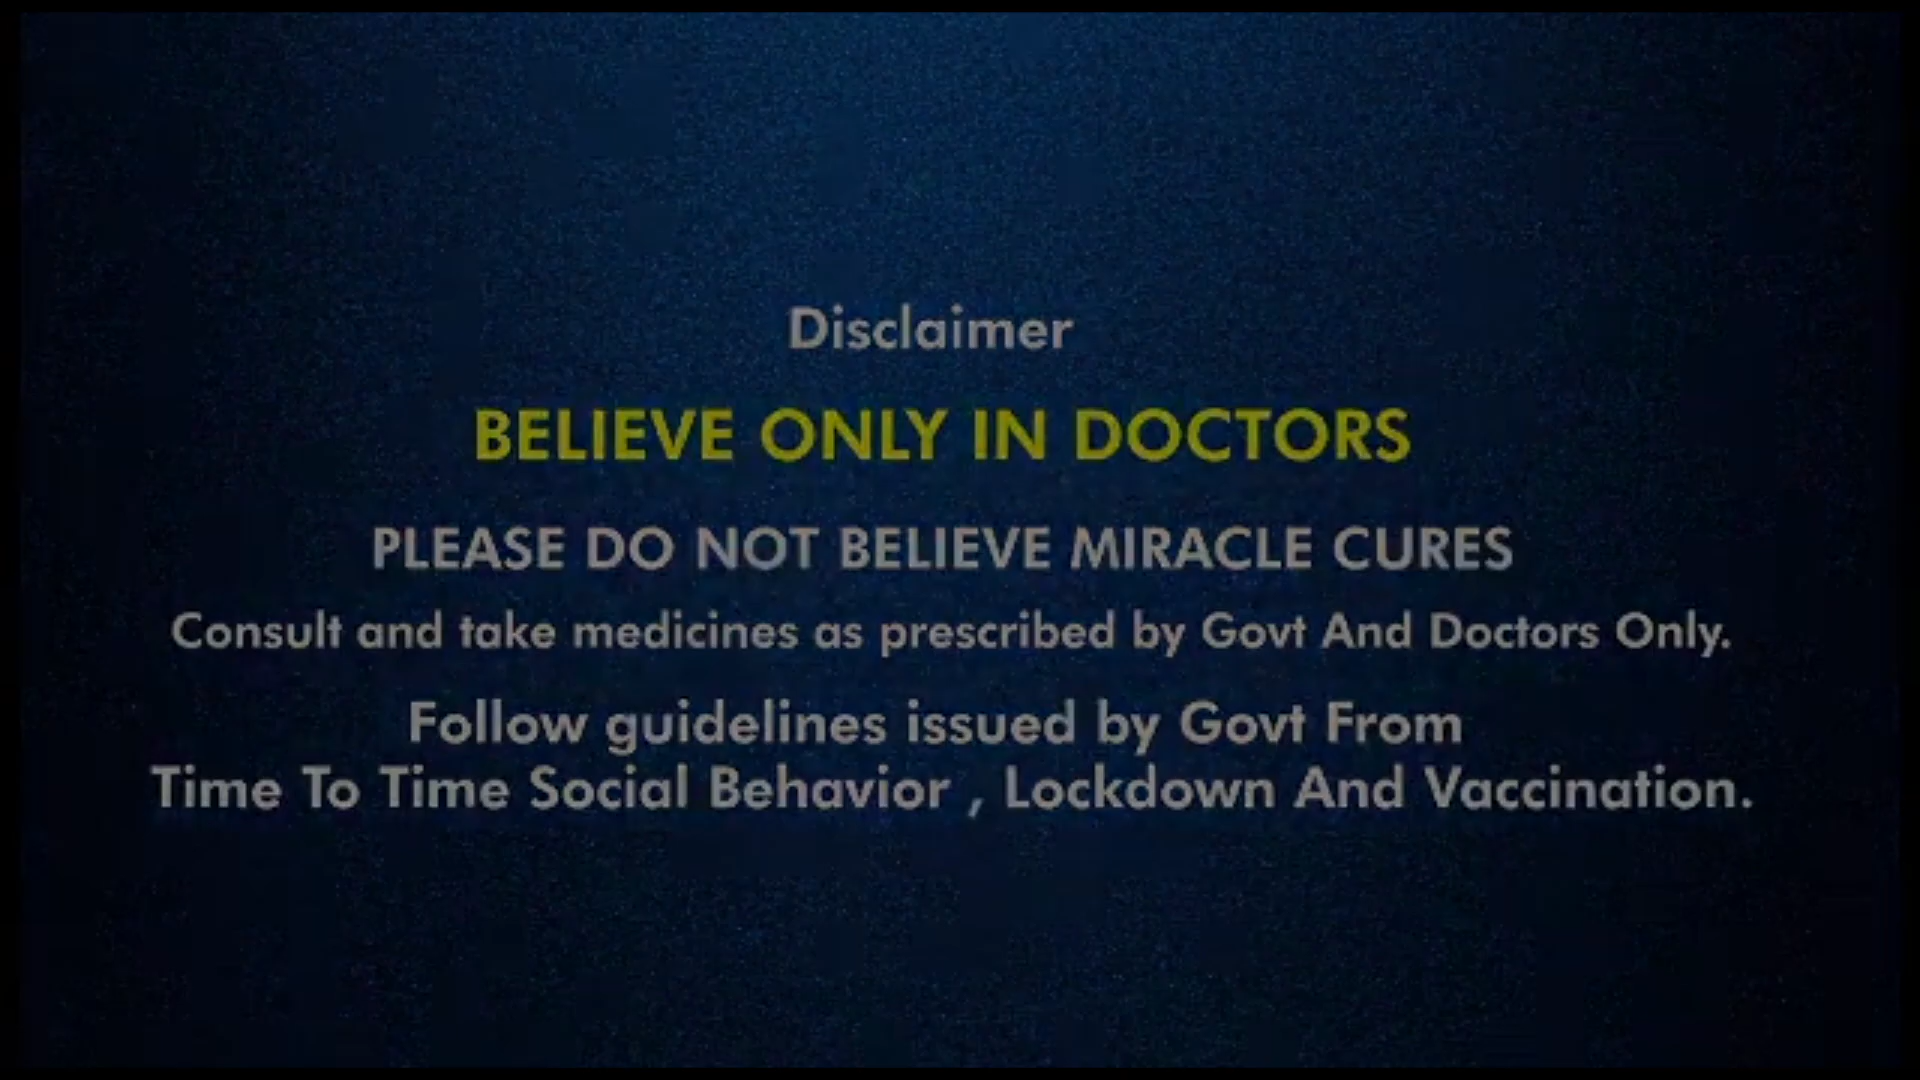 Disclaimer
BELIEVE ONLY IN DOCTORS
PLEASE DO NOT BELIEVE MIRACLE CURES
Consult and take medicines as prescribed by Govt And Doctors Only.
Follow guidelines issued by Govt From
Time To Time Social Behavior , Lockdown And Vaccination.